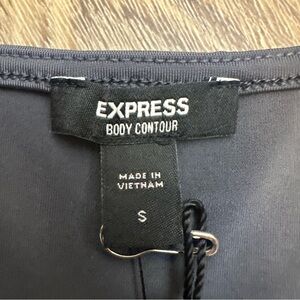 EXPRESS
BODY CONTOUR
MADE IN
VIETNAM
S